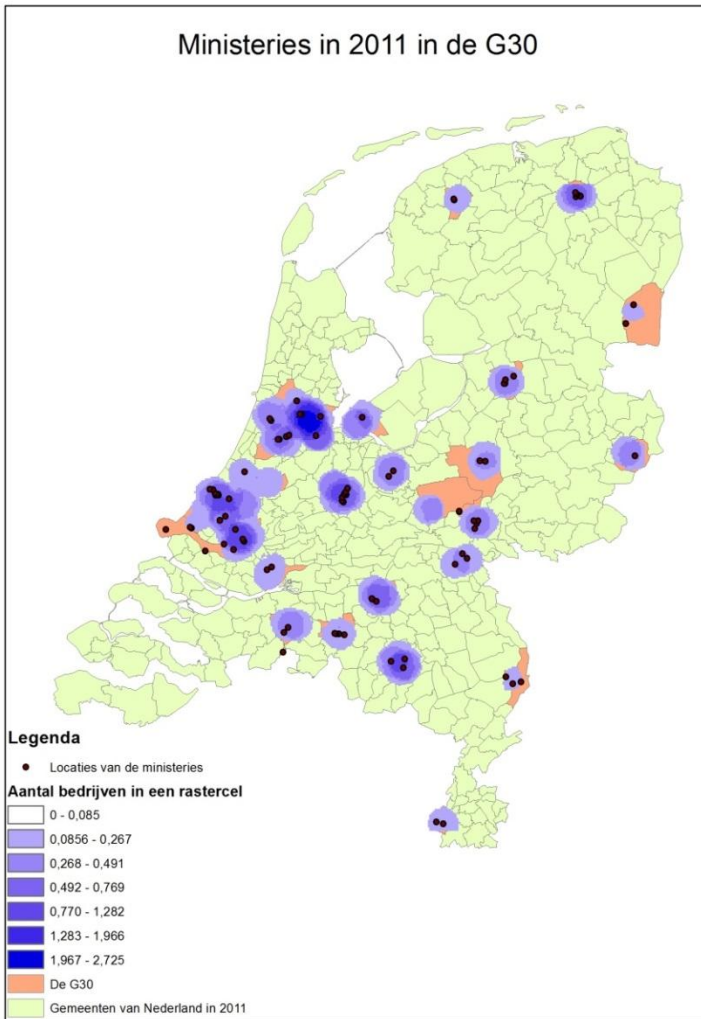 Ministeries in 2011 in de G30
Legenda
Locaties van de ministeries
Aantal bedrijven in een rastercel
0 - 0,085
0,0856 - 0,267
0,268 - 0,491
0,492 - 0,769
0,770 - 1,282
1,283 - 1,966
1,967 - 2,725
De G30
Gemeenten van Nederland in 2011